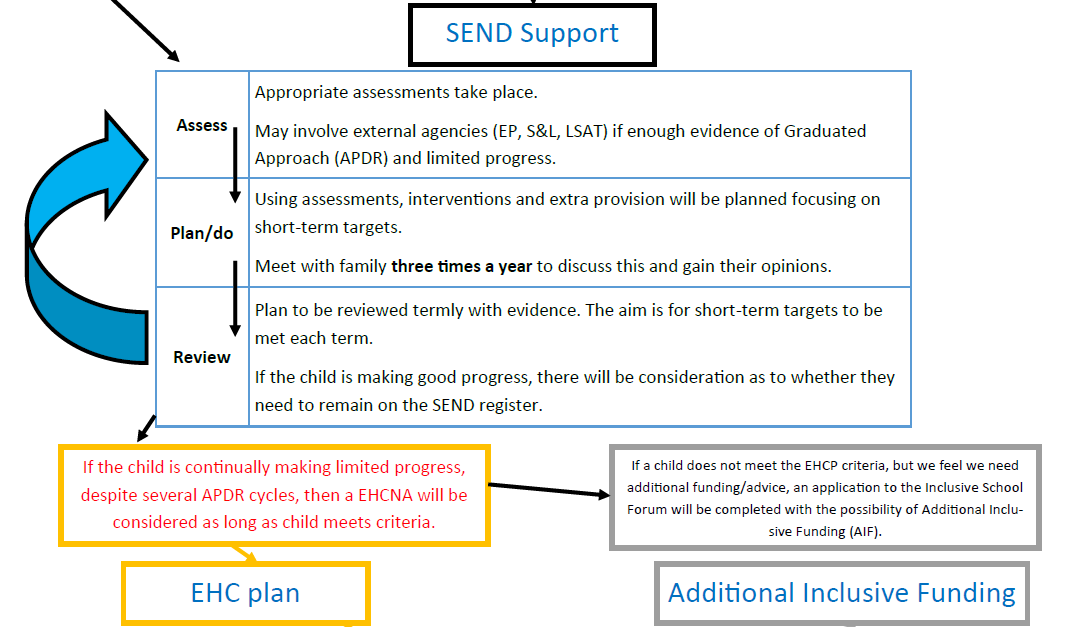 SEND Support
Assess
Appropriate assessments take place.
May involve external agencies (EP, S&L, LSAT) if enough evidence of Graduated
Approach (APDR) and limited progress.
Plan/do
Using assessments, interventions and extra provision will be planned focusing on
short-term targets.
Meet with family three times a year to discuss this and gain their opinions.
Review
Plan to be reviewed termly with evidence. The aim is for short-term targets to be
met each term.
If the child is making good progress, there will be consideration as to whether they
need to remain on the SEND register.
If the child is continually making limited progress,
despite several APDR cycles, then a EHCNA will be
considered as long as child meets criteria.
If a child does not meet the EHCP criteria, but we feel we need
additional funding/advice, an application to the Inclusive School
Forum will be completed with the possibility of Additional Inclu-
sive Funding (AIF).
EHC plan
Additional Inclusive Funding